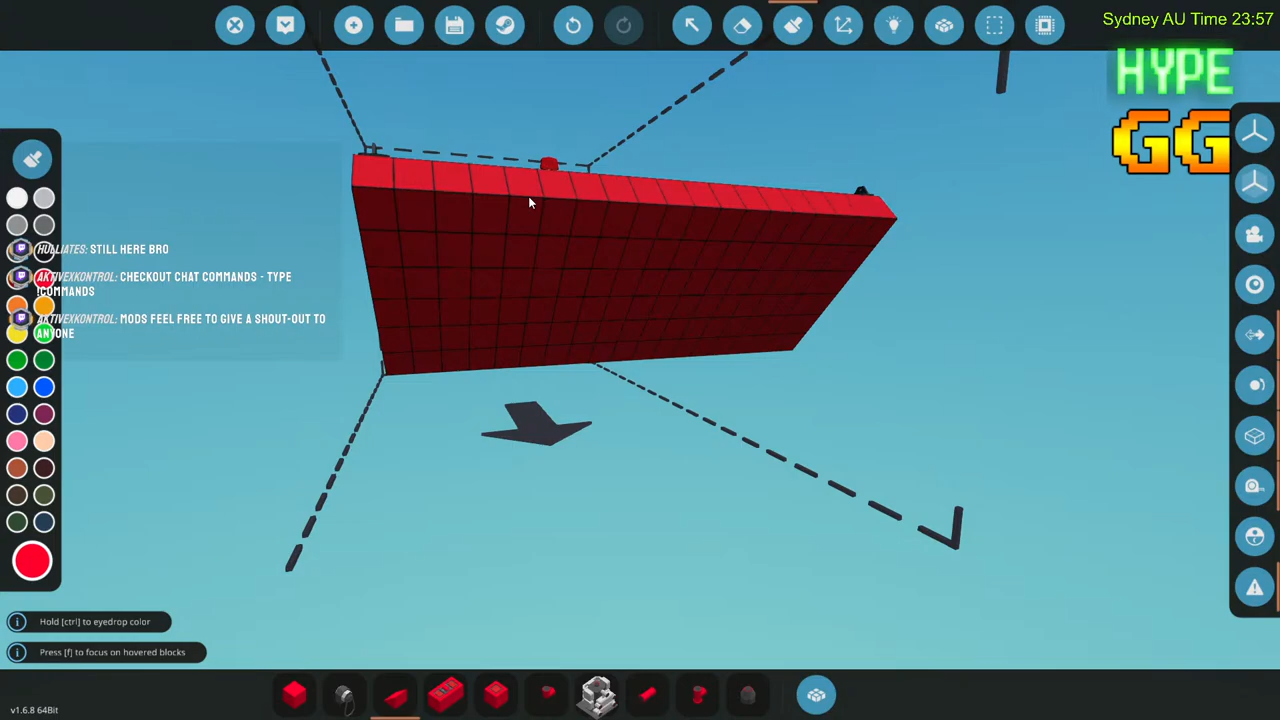 Sydney AU Time 23:57
HYPE
GG
HULLIATES: STILL HERE BRO
AKTIVEXKONTROL: CHECKOUT CHAT COMMANDS - TYPE
!COMMANDS
AKTIVEXKONTROL: MODS FEEL FREE TO GIVE A SHOUT-OUT TO
ANYONE
Hold [ctrl] to eyedrop color
Press [f] to focus on hovered blocks
v1.6.8 64Bit